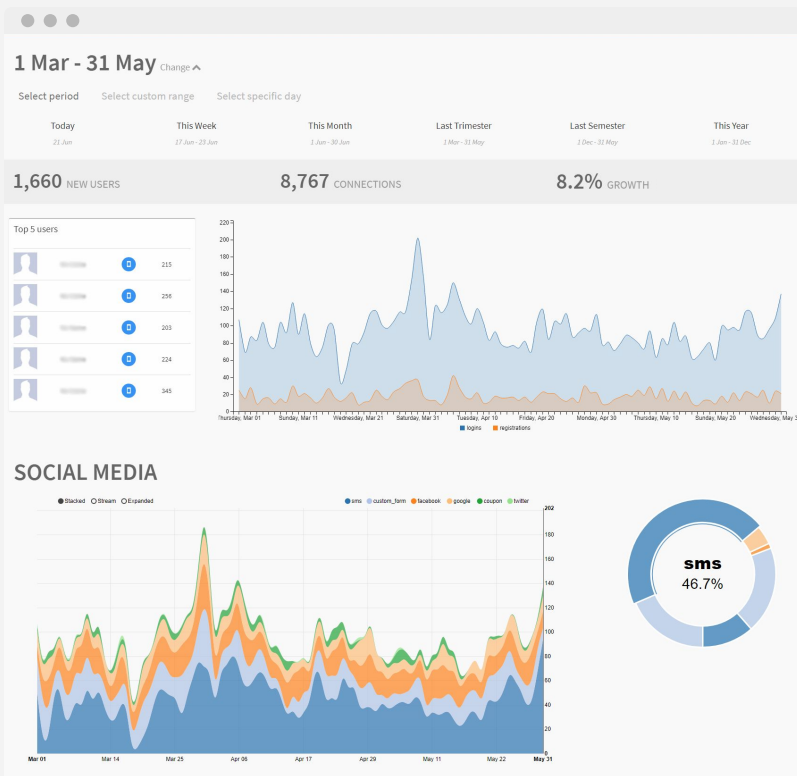 1 Mar - 31 May Change
Select period Select custom range Select specific day
Today This Week This Month Last Trimester Last Semester This Year
21 Jun 17 Jun - 23 Jun 1 Jun - 30 Jun 1 Mar - 31 May 1 Dec - 31 May 1 Jan - 31 Dec
1,660 NEW USERS 8,767 CONNECTIONS 8.2% GROWTH
Top 5 users
215
258
203
224
345
220
200
180
160
140
120
100
80
60
40
20
0
Thursday, Mar 01 Sunday, Mar 11 Wednesday, Mar 21 Saturday, Mar 31 Tuesday, Apr 10 Friday, Apr 20 Monday, Apr 30 Thursday, May 10 Sunday, May 20 Wednesday, May 3
logins registrations
SOCIAL MEDIA
Stacked Stream Expanded
sms custom_form facebook google coupon twitter
202
180
160
140
120
100
80
60
40
20
0
Mar 01 Mar 14 Mar 25 Apr 06 Apr 17 Apr 29 May 11 May 22 May 31
sms
46.7%